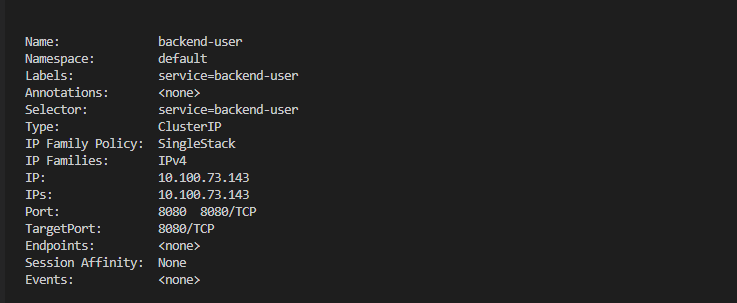 Name: backend-user
Namespace: default
Labels: service=backend-user
Annotations: <none>
Selector: service=backend-user
Type: ClusterIP
IP Family Policy: SingleStack
IP Families: IPv4
IP: 10.100.73.143
IPs: 10.100.73.143
Port: 8080 8080/TCP
TargetPort: 8080/TCP
Endpoints: <none>
Session Affinity: None
Events: <none>